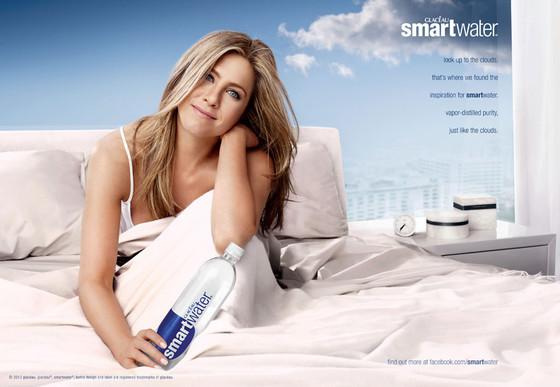 GLACÉAU
smartwater.
look up to the clouds.
that's where we found the
inspiration for smartwater.
vapor-distilled purity,
just like the clouds.
GLACÉAU
smartwater.
find out more at facebook.com/smartwater